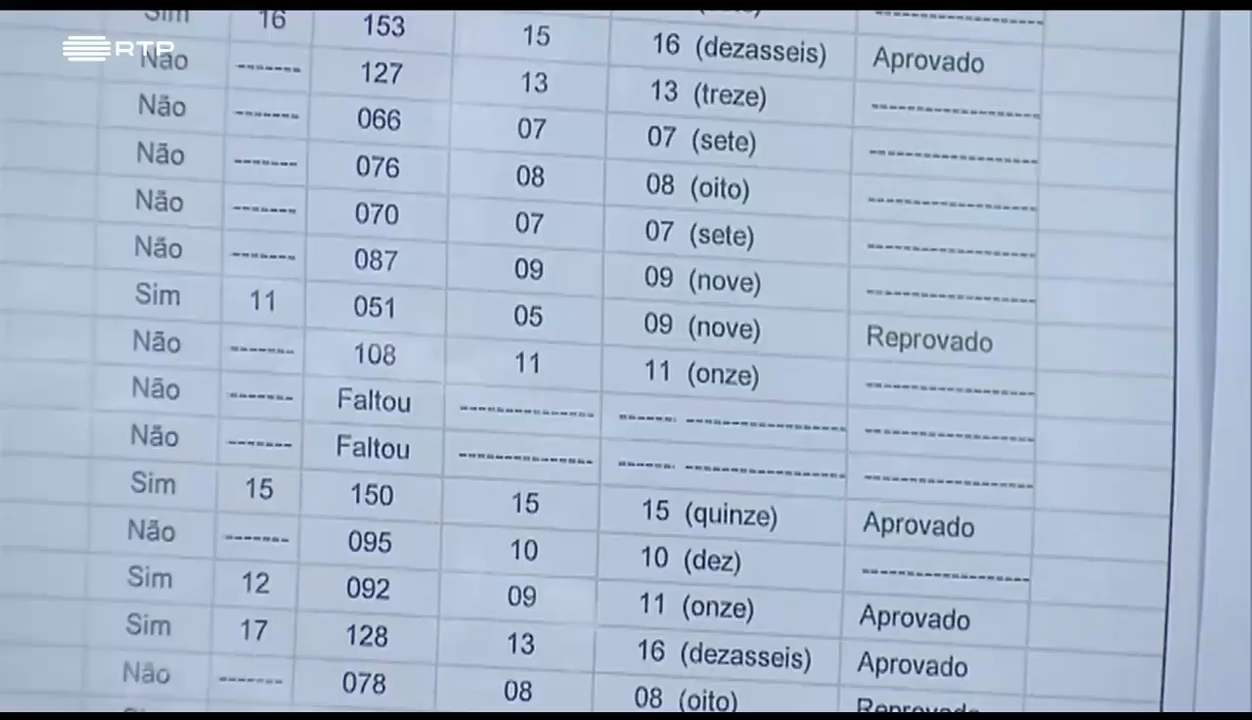 RTP
Sim 16 153 15 16 (dezasseis) Aprovado
Não ------- 127 13 13 (treze) -------------------
Não ------- 066 07 07 (sete) -------------------
Não ------- 076 08 08 (oito) -------------------
Não ------- 070 07 07 (sete) -------------------
Não ------- 087 09 09 (nove) -------------------
Sim 11 051 05 09 (nove) Reprovado
Não ------- 108 11 11 (onze) -------------------
Não ------- Faltou --------------- ------ ------------------ -------------------
Não ------- Faltou --------------- ------ ------------------ -------------------
Sim 15 150 15 15 (quinze) Aprovado
Não ------- 095 10 10 (dez) -------------------
Sim 12 092 09 11 (onze) Aprovado
Sim 17 128 13 16 (dezasseis) Aprovado
Não ------- 078 08 08 (oito) Reprovado